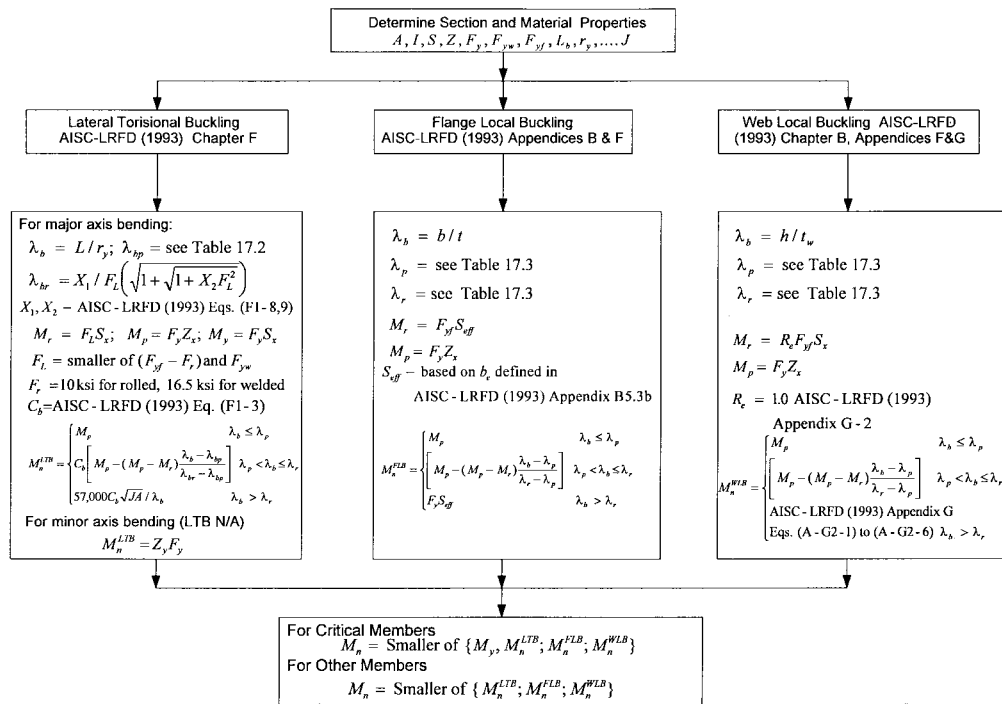 Determine Section and Material Properties
A, I, S, Z, F_y, F_yw, F_yf, L_b, r_y, .... J
Lateral Torisional Buckling
AISC-LRFD (1993) Chapter F
Flange Local Buckling
AISC-LRFD (1993) Appendices B & F
Web Local Buckling AISC-LRFD
(1993) Chapter B, Appendices F&G
For major axis bending:
λ_b = L / r_y; λ_bp = see Table 17.2
λ_br = X_1 / F_L (√(1 + √(1 + X_2 F_L^2)))
X_1, X_2 – AISC - LRFD (1993) Eqs. (F1 - 8,9)
M_r = F_L S_x; M_p = F_y Z_x; M_y = F_y S_x
F_L = smaller of (F_yf – F_r) and F_yw
F_r = 10 ksi for rolled, 16.5 ksi for welded
C_b = AISC - LRFD (1993) Eq. (F1 - 3)
M_n^LTB = { M_p λ_b ≤ λ_p
C_b [ M_p – (M_p – M_r) (λ_b – λ_bp) / (λ_br – λ_bp) ] λ_p < λ_b ≤ λ_r
57,000C_b √JA / λ_b λ_b > λ_r
For minor axis bending (LTB N/A)
M_n^LTB = Z_y F_y
λ_b = b / t
λ_p = see Table 17.3
λ_r = see Table 17.3
M_r = F_yf S_eff
M_p = F_y Z_x
S_eff – based on b_e defined in
AISC - LRFD (1993) Appendix B5.3b
M_n^FLB = { M_p λ_b ≤ λ_p
[ M_p – (M_p – M_r) (λ_b – λ_p) / (λ_r – λ_p) ] λ_p < λ_b ≤ λ_r
F_y S_eff λ_b > λ_r
λ_b = h / t_w
λ_p = see Table 17.3
λ_r = see Table 17.3
M_r = R_e F_yf S_x
M_p = F_y Z_x
R_e = 1.0 AISC - LRFD (1993)
Appendix G - 2
M_n^WLB = { M_p λ_b ≤ λ_p
[ M_p – (M_p – M_r) (λ_b – λ_p) / (λ_r – λ_p) ] λ_p < λ_b ≤ λ_r
AISC - LRFD (1993) Appendix G
Eqs. (A - G2 - 1) to (A - G2 - 6) λ_b > λ_r
For Critical Members
M_n = Smaller of {M_y, M_n^LTB; M_n^FLB; M_n^WLB}
For Other Members
M_n = Smaller of { M_n^LTB; M_n^FLB; M_n^WLB}